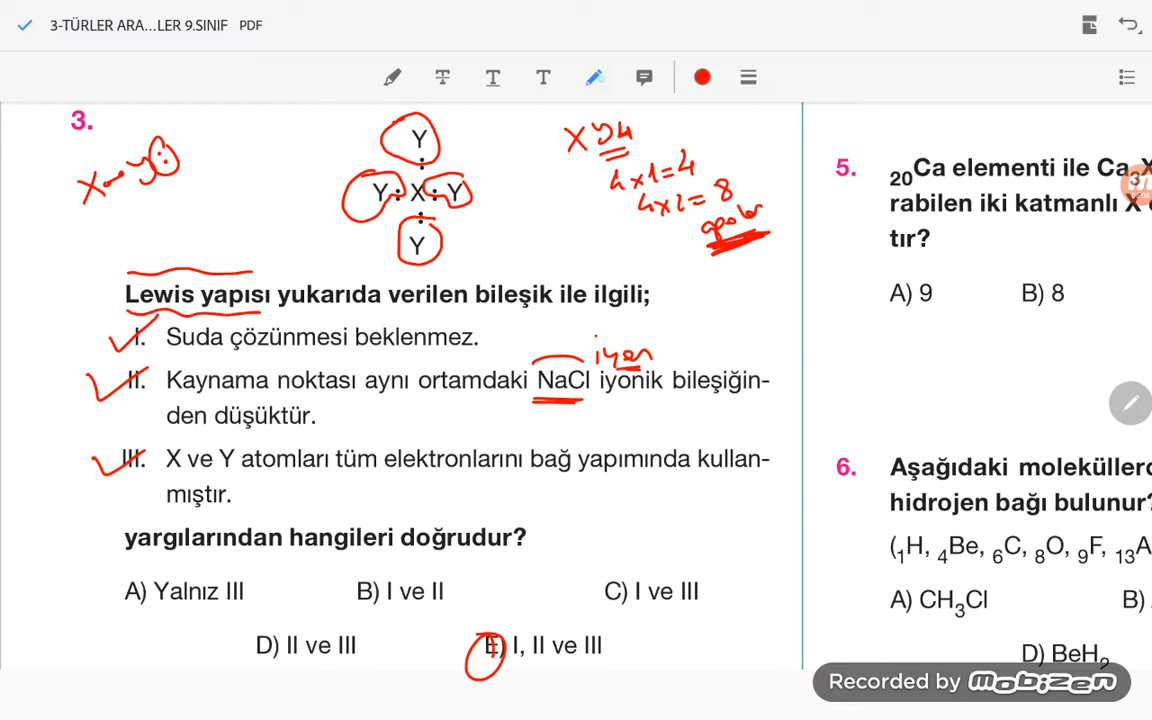 3-TÜRLER ARA...LER 9.SINIF PDF
3.
X Y
Y
Y : X : Y
Y
XY4
4x1=4
4x2=8
apolar
Lewis yapısı yukarıda verilen bileşik ile ilgili;
I. Suda çözünmesi beklenmez.
iyon
II. Kaynama noktası aynı ortamdaki NaCl iyonik bileşiğin-
den düşüktür.
III. X ve Y atomları tüm elektronlarını bağ yapımında kullan-
mıştır.
yargılarından hangileri doğrudur?
A) Yalnız III B) I ve II C) I ve III
D) II ve III E) I, II ve III
5. 20Ca elementi ile Ca3X
rabilen iki katmanlı X
tır?
A) 9 B) 8
6. Aşağıdaki moleküllerd
hidrojen bağı bulunur?
(1H, 4Be, 6C, 8O, 9F, 13A
A) CH3Cl B)
D) BeH2
Recorded by mobizen